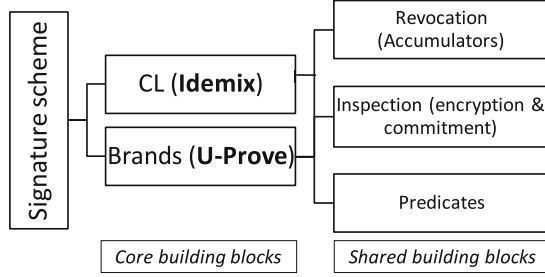 Signature scheme
CL (Idemix)
Brands (U-Prove)
Core building blocks
Revocation
(Accumulators)
Inspection (encryption &
commitment)
Predicates
Shared building blocks